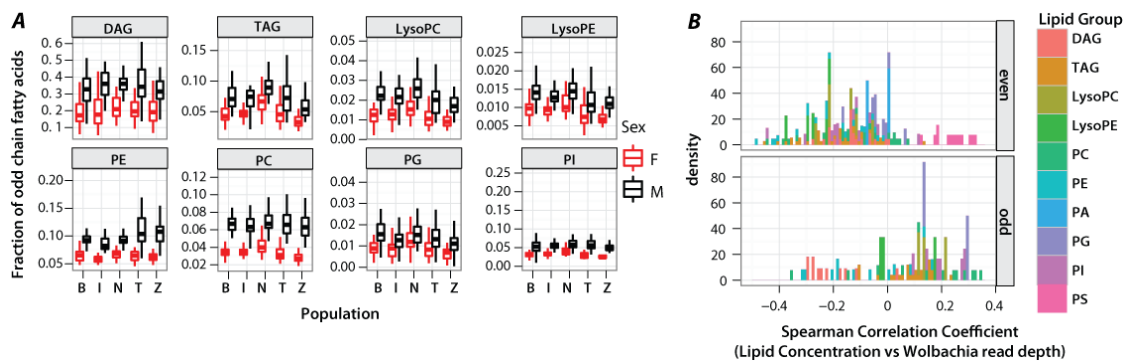 A
DAG TAG LysoPC LysoPE
0.6
0.5
0.4
0.3
0.2
0.1
0.15
0.10
0.05
0.05
0.04
0.03
0.02
0.01
0.00
0.025
0.020
0.015
0.010
0.005
PE PC PG PI
0.20
0.15
0.10
0.05
0.12
0.10
0.08
0.06
0.04
0.02
0.04
0.03
0.02
0.01
0.00
0.25
0.20
0.15
0.10
0.05
0.00
Fraction of odd chain fatty acids
B I N T Z B I N T Z B I N T Z B I N T Z
Population
Sex
F
M
B
80
60
40
20
0
even
80
60
40
20
0
odd
density
−0.4 −0.2 0 0.2 0.4
Spearman Correlation Coefficient
(Lipid Concentration vs Wolbachia read depth)
Lipid Group
DAG
TAG
LysoPC
LysoPE
PC
PE
PA
PG
PI
PS